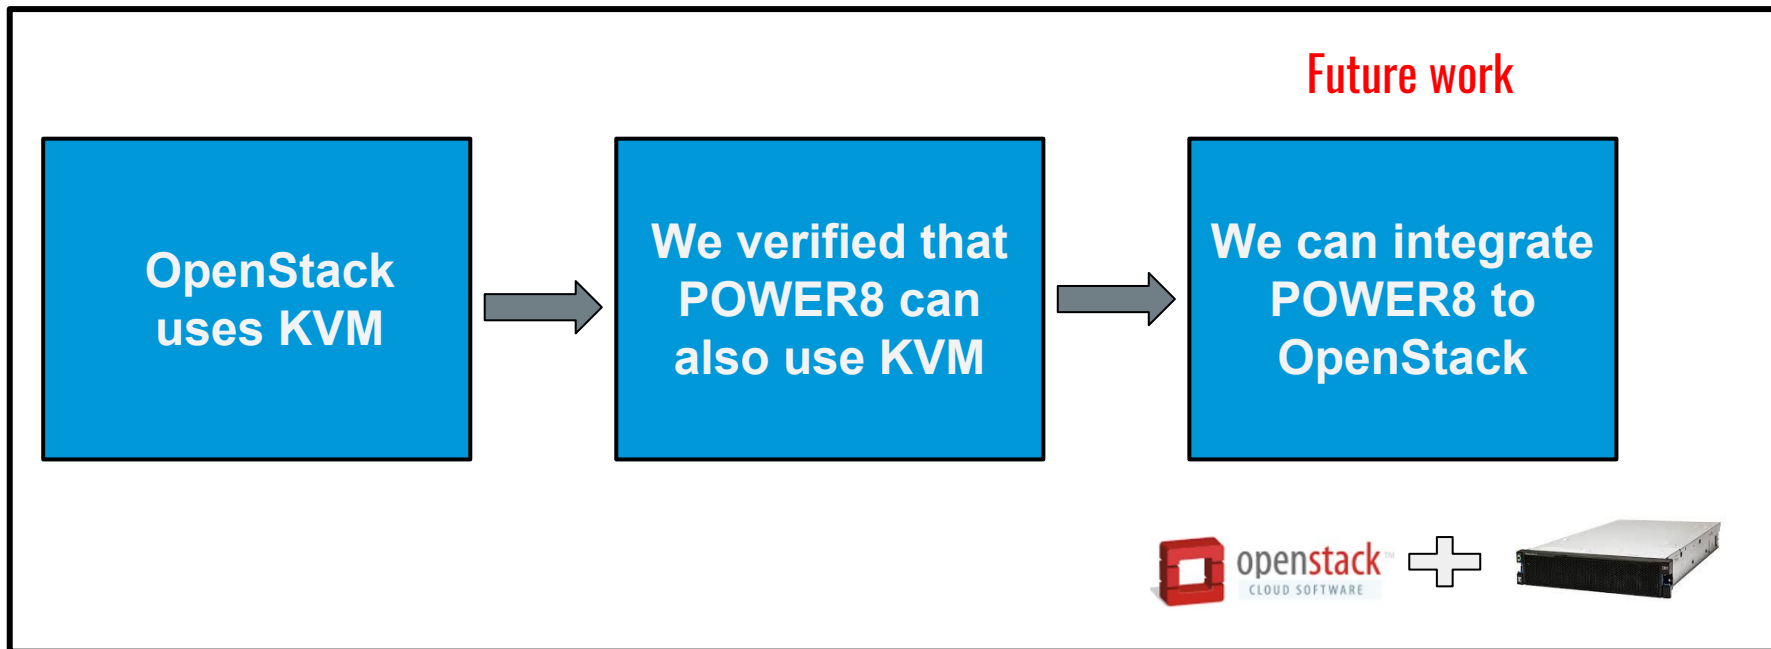 Future work
OpenStack
uses KVM
We verified that
POWER8 can
also use KVM
We can integrate
POWER8 to
OpenStack
openstack™
CLOUD SOFTWARE